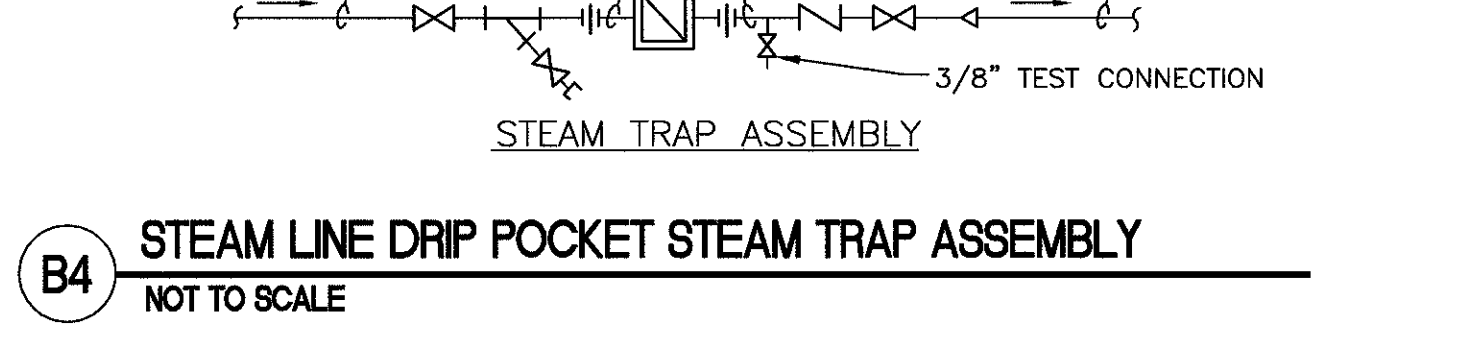 3/8" TEST CONNECTION
STEAM TRAP ASSEMBLY
B4
STEAM LINE DRIP POCKET STEAM TRAP ASSEMBLY
NOT TO SCALE